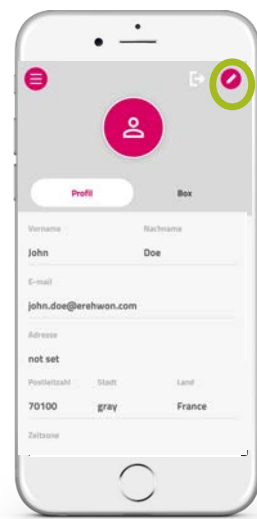 Profil Box
Vorname Nachname
John Doe
E-mail
john.doe@erehwon.com
Adresse
not set
Postleitzahl Stadt Land
70100 gray France
Zeitzone